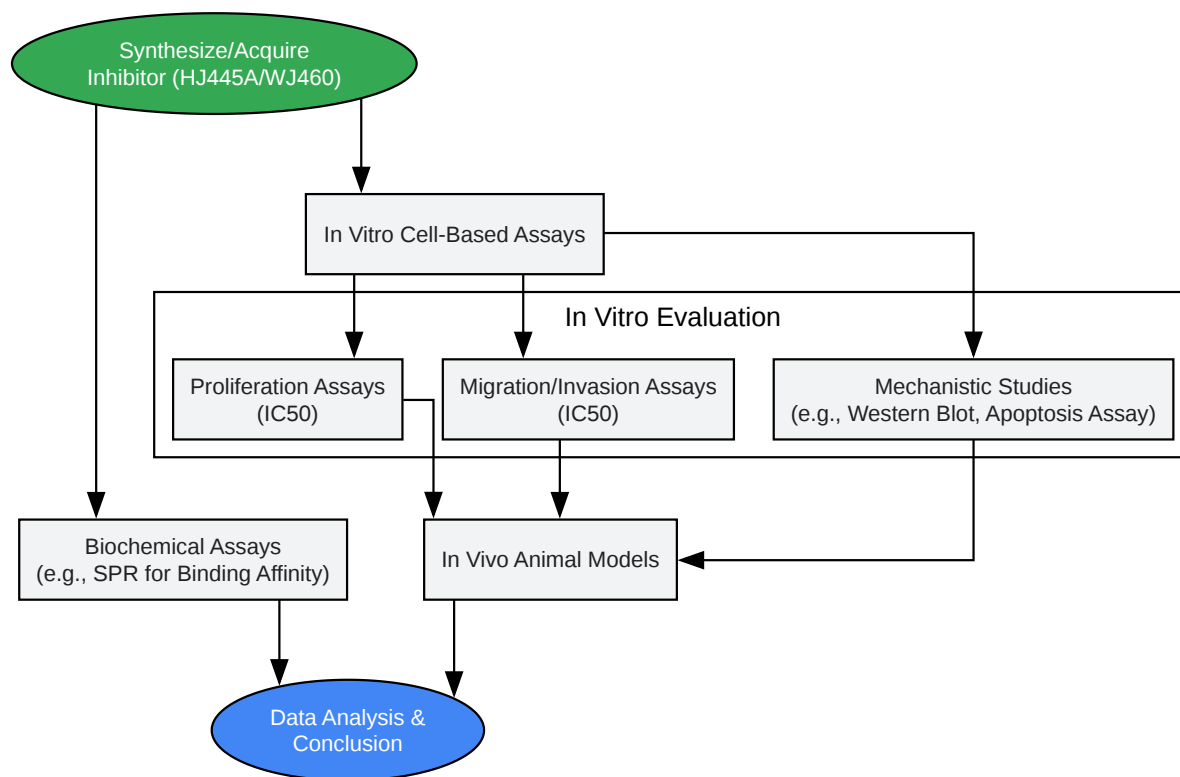 Synthesize/Acquire
Inhibitor (HJ445A/WJ460)
In Vitro Cell-Based Assays
In Vitro Evaluation
Proliferation Assays
(IC50)
Migration/Invasion Assays
(IC50)
Mechanistic Studies
(e.g., Western Blot, Apoptosis Assay)
Biochemical Assays
(e.g., SPR for Binding Affinity)
In Vivo Animal Models
Data Analysis &
Conclusion